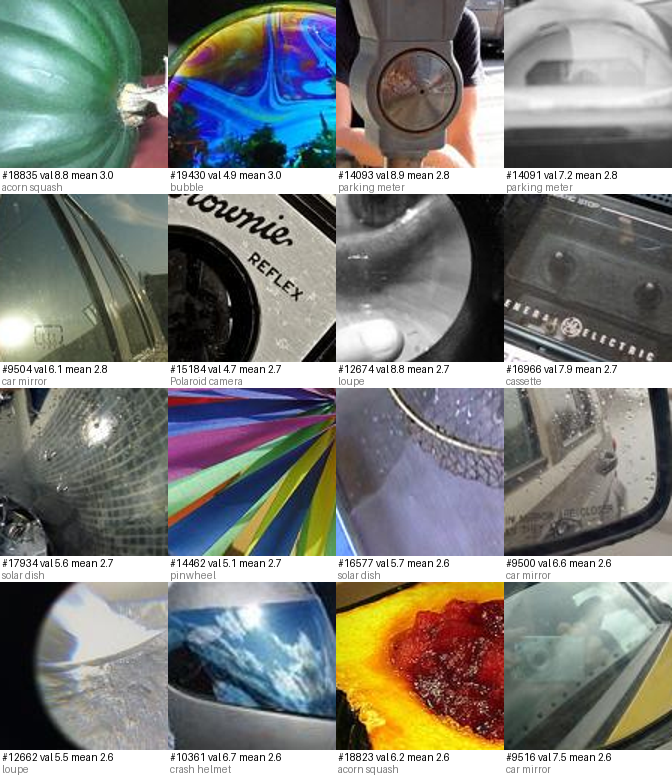 #18835 val 8.8 mean 3.0
acorn squash
#19430 val 4.9 mean 3.0
bubble
#14093 val 8.9 mean 2.8
parking meter
#14091 val 7.2 mean 2.8
parking meter
rownie
REFLEX
MATIC STOP
ENERAL GE ELECTRIC
#9504 val 6.1 mean 2.8
car mirror
#15184 val 4.7 mean 2.7
Polaroid camera
#12674 val 8.8 mean 2.7
loupe
#16966 val 7.9 mean 2.7
cassette
CLOSER
#17934 val 5.6 mean 2.7
solar dish
#14462 val 5.1 mean 2.7
pinwheel
#16577 val 5.7 mean 2.6
solar dish
#9500 val 6.6 mean 2.6
car mirror
#12662 val 5.5 mean 2.6
loupe
#10361 val 6.7 mean 2.6
crash helmet
#18823 val 6.2 mean 2.6
acorn squash
#9516 val 7.5 mean 2.6
car mirror